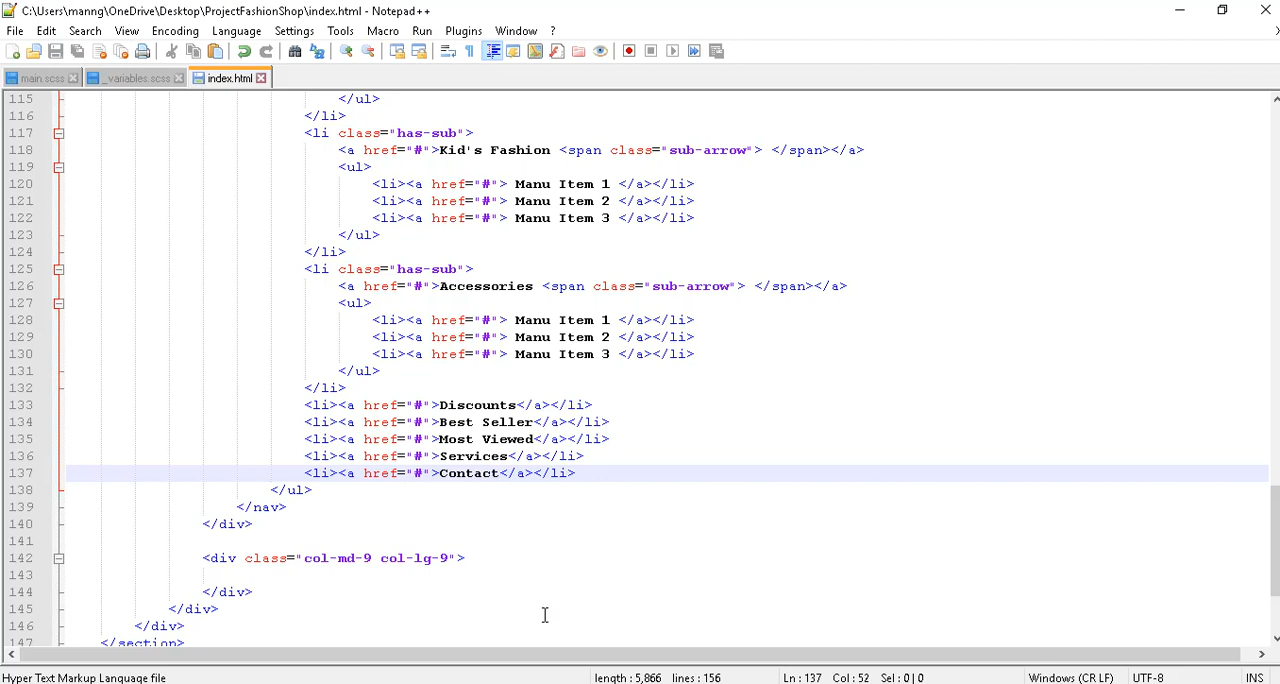 C:\Users\manng\OneDrive\Desktop\ProjectFashionShop\index.html - Notepad++
File Edit Search View Encoding Language Settings Tools Macro Run Plugins Window ?
main.scss _variables.scss index.html
115 </ul>
116 </li>
117 <li class="has-sub">
118 <a href="#">Kid's Fashion <span class="sub-arrow"> </span></a>
119 <ul>
120 <li><a href="#"> Manu Item 1 </a></li>
121 <li><a href="#"> Manu Item 2 </a></li>
122 <li><a href="#"> Manu Item 3 </a></li>
123 </ul>
124 </li>
125 <li class="has-sub">
126 <a href="#">Accessories <span class="sub-arrow"> </span></a>
127 <ul>
128 <li><a href="#"> Manu Item 1 </a></li>
129 <li><a href="#"> Manu Item 2 </a></li>
130 <li><a href="#"> Manu Item 3 </a></li>
131 </ul>
132 </li>
133 <li><a href="#">Discounts</a></li>
134 <li><a href="#">Best Seller</a></li>
135 <li><a href="#">Most Viewed</a></li>
136 <li><a href="#">Services</a></li>
137 <li><a href="#">Contact</a></li>
138 </ul>
139 </nav>
140 </div>
141
142 <div class="col-md-9 col-lg-9">
143
144 </div>
145 </div>
146 </div>
147 </section>
Hyper Text Markup Language file length : 5,866 lines : 156 Ln : 137 Col : 52 Sel : 0 | 0 Windows (CR LF) UTF-8 INS